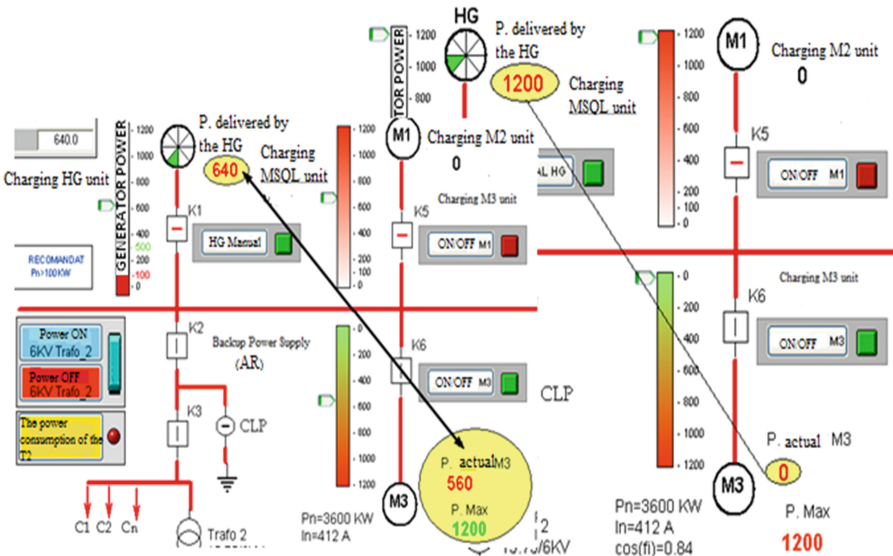 640.0
Charging HG unit
RECOMANDAT
Pn>100KW
GENERATOR POWER
1200
1000
600
400
500
200
-100
0
P. delivered by
the HG
640
Charging
MSQL unit
K1
HG Manual
Power ON
6KV Trafo_2
Power OFF
6KV Trafo_2
The power
consumption of the
T2
K2
Backup Power Supply
(AR)
K3
CLP
C1
C2
Cn
Trafo 2
1200
1000
800
TOR POWER
HG
P. delivered by
the HG
1200
Charging
MSQL unit
1200
1000
800
600
400
200
0
M1
Charging M2 unit
0
Charging M3 unit
K5
ON/OFF M1
0
200
400
600
800
1000
1200
K6
ON/OFF M3
CLP
M3
P. actual M3
560
P. Max
1200
Pn=3600 KW
In=412 A
AL HG
1200
1000
800
600
400
200
0
M1
Charging M2 unit
0
K5
ON/OFF M1
Charging M3 unit
0
200
400
600
800
1000
1200
K6
ON/OFF M3
P. actual M3
0
M3
P. Max
1200
Pn=3600 KW
In=412 A
cos(fi)=0.84